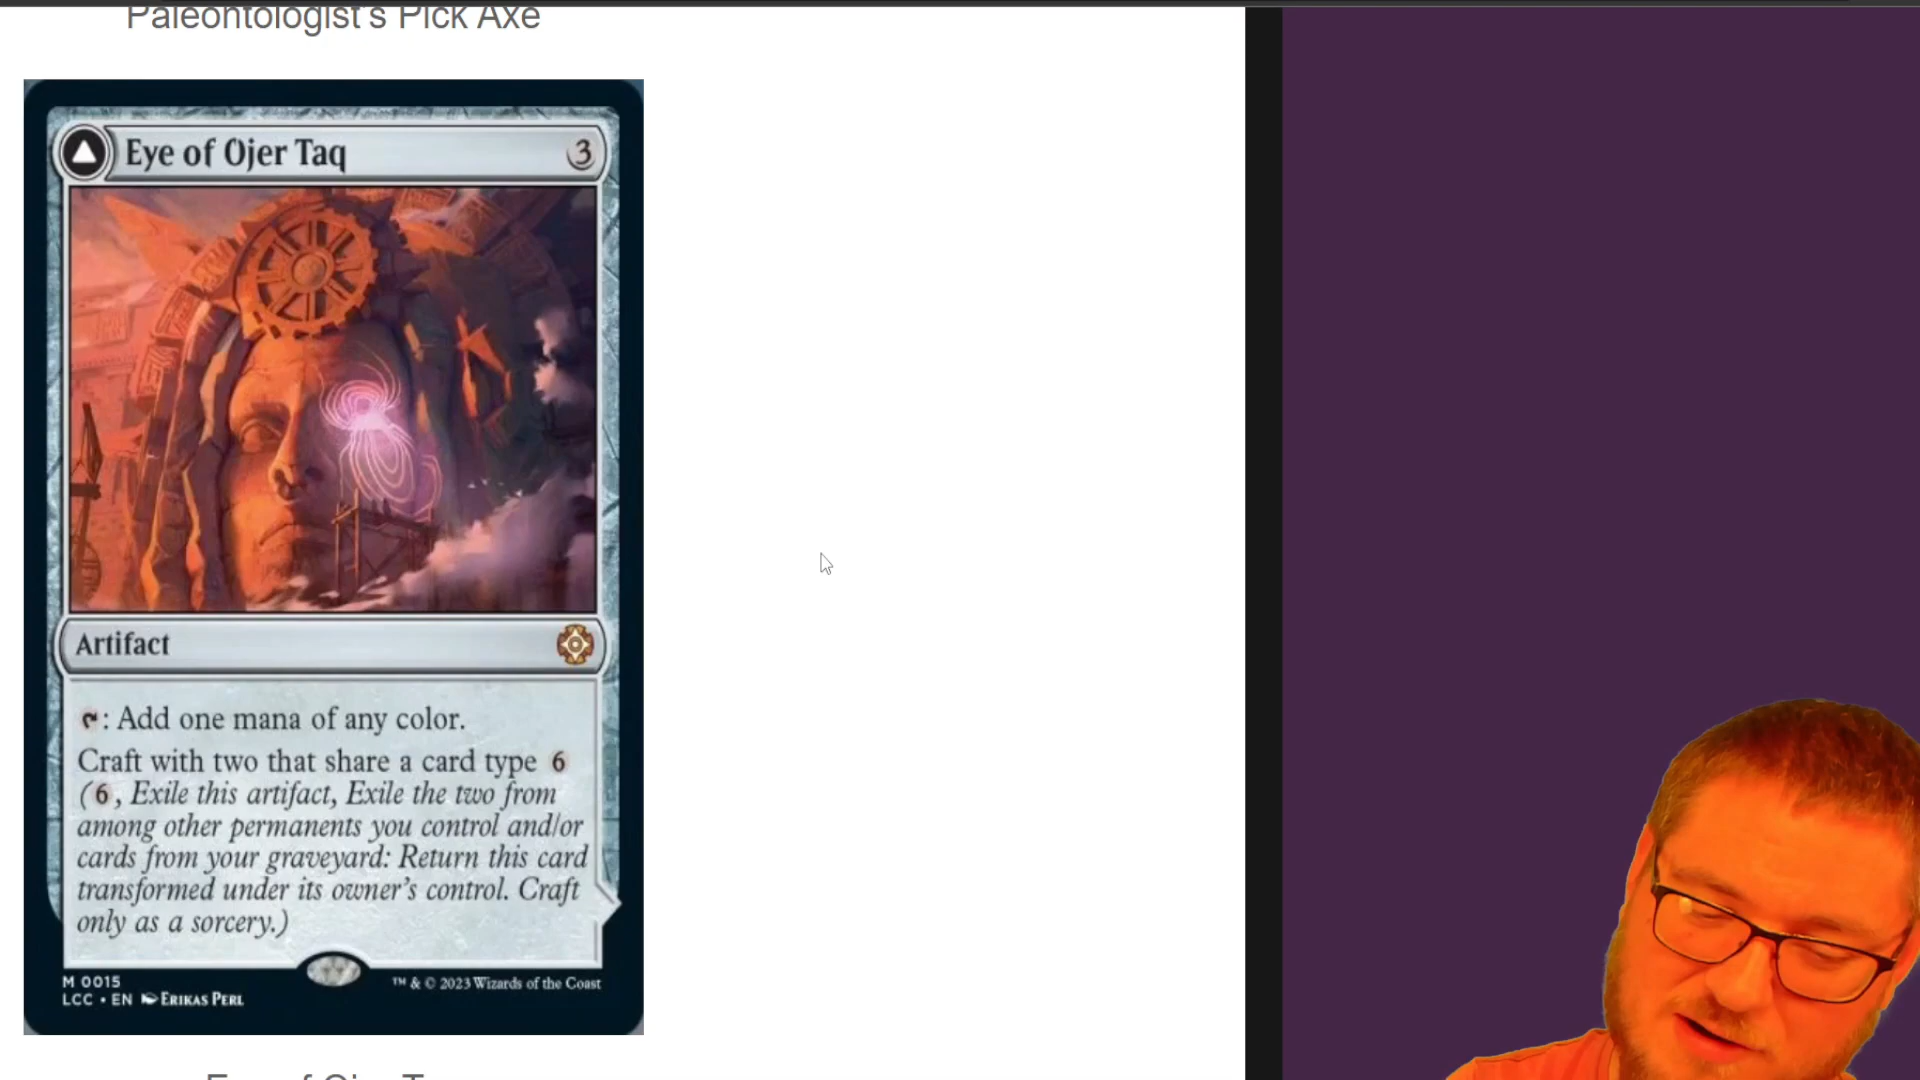 Paleontologist's Pick Axe
Eye of Ojer Taq 3
Artifact
: Add one mana of any color.
Craft with two that share a card type 6
(6, Exile this artifact, Exile the two from
among other permanents you control and/or
cards from your graveyard: Return this card
transformed under its owner's control. Craft
only as a sorcery.)
M 0015
LCC • EN ERIKAS PERL
™ & © 2023 Wizards of the Coast